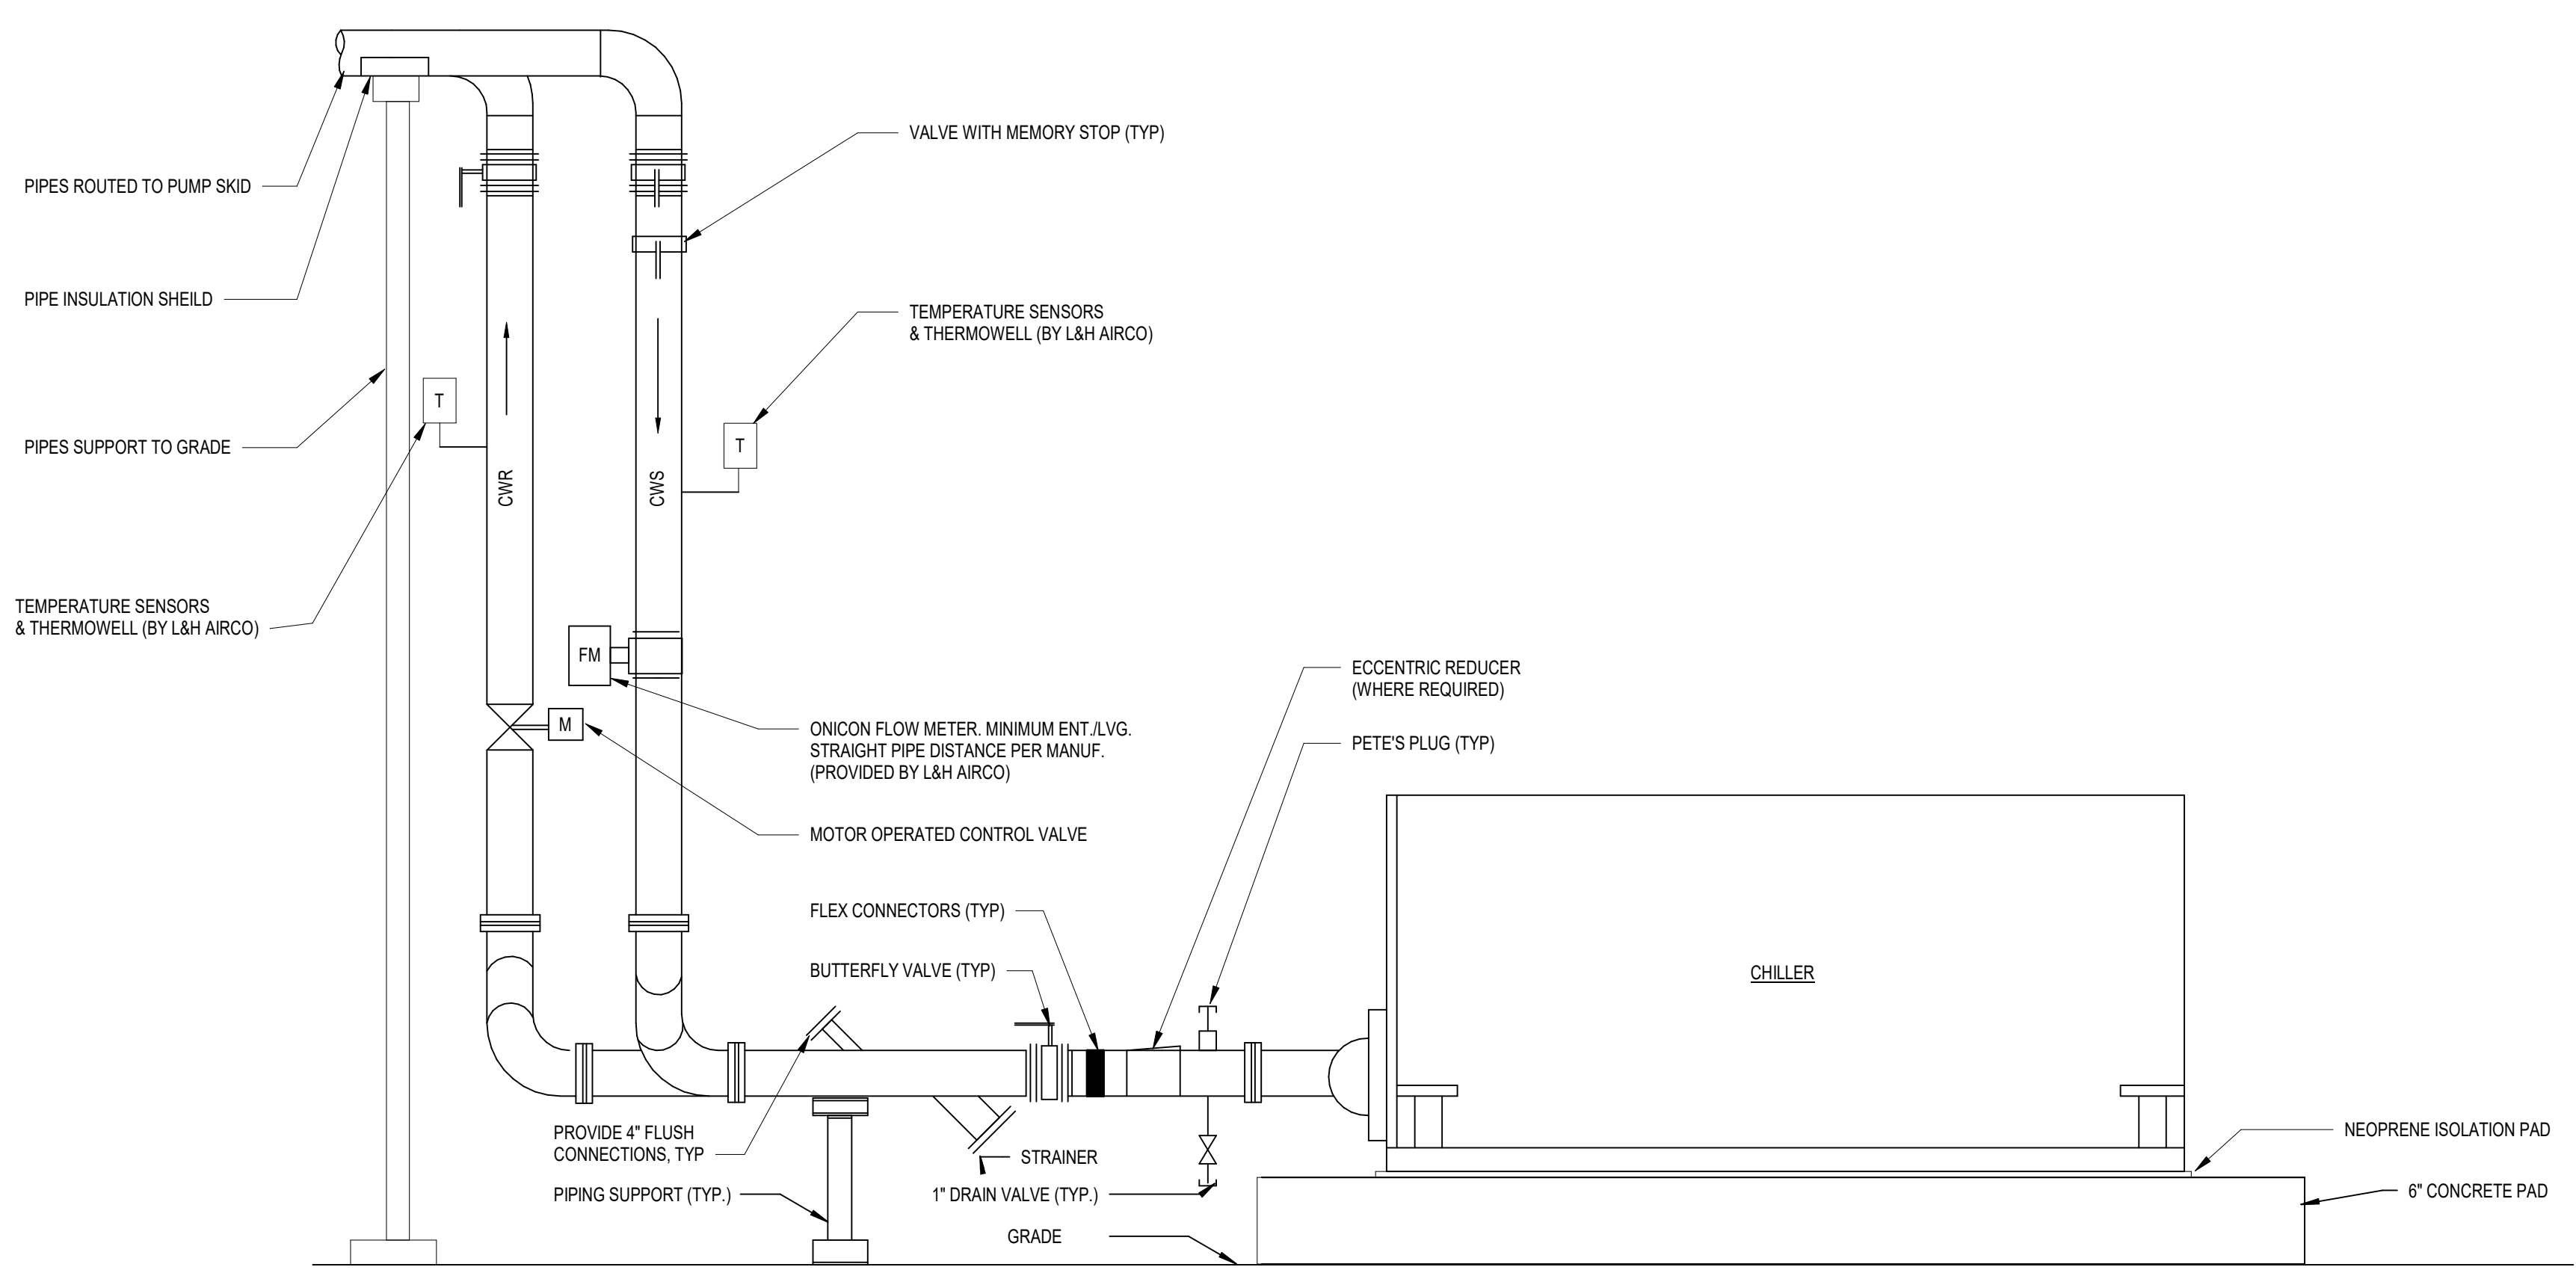 VALVE WITH MEMORY STOP (TYP)
PIPES ROUTED TO PUMP SKID
PIPE INSULATION SHEILD
TEMPERATURE SENSORS
& THERMOWELL (BY L&H AIRCO)
T
T
PIPES SUPPORT TO GRADE
CWR
CWS
TEMPERATURE SENSORS
& THERMOWELL (BY L&H AIRCO)
FM
M
ECCENTRIC REDUCER
(WHERE REQUIRED)
ONICON FLOW METER. MINIMUM ENT./LVG.
STRAIGHT PIPE DISTANCE PER MANUF.
(PROVIDED BY L&H AIRCO)
PETE'S PLUG (TYP)
MOTOR OPERATED CONTROL VALVE
FLEX CONNECTORS (TYP)
BUTTERFLY VALVE (TYP)
CHILLER
PROVIDE 4" FLUSH
CONNECTIONS, TYP
STRAINER
NEOPRENE ISOLATION PAD
PIPING SUPPORT (TYP.)
1" DRAIN VALVE (TYP.)
6" CONCRETE PAD
GRADE